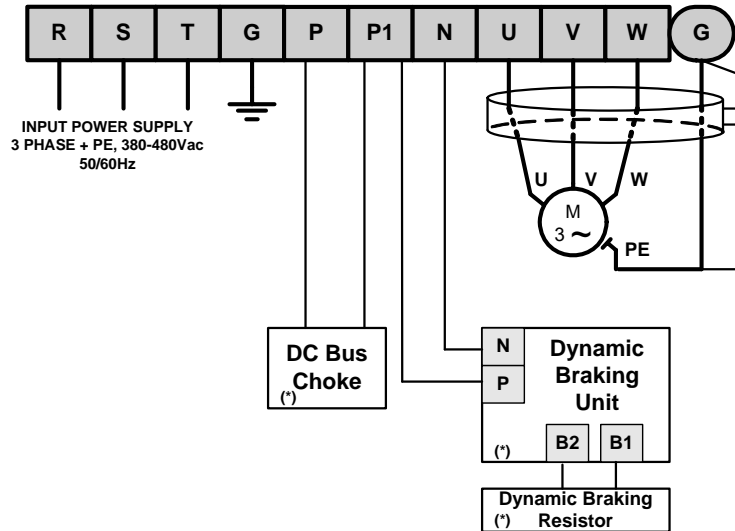 R S T G P P1 N U V W G
INPUT POWER SUPPLY
3 PHASE + PE, 380-480Vac
50/60Hz
U V W
M
3 ~
PE
DC Bus
Choke
(*)
N
P
Dynamic
Braking
Unit
(*)
B2 B1
Dynamic Braking
(*) Resistor